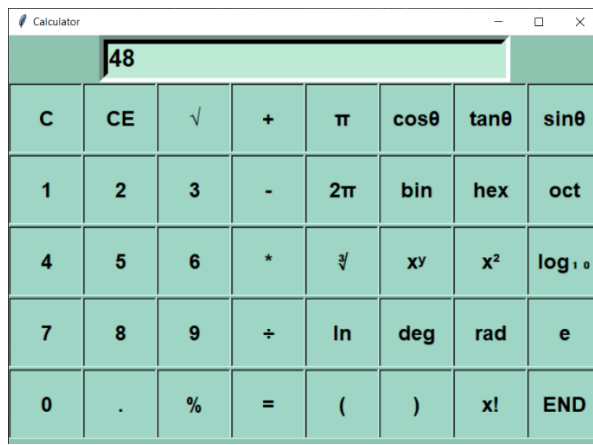 Calculator
48
C CE √ + π cosθ tanθ sinθ
1 2 3 - 2π bin hex oct
4 5 6 * ∛ xʸ x² log₁₀
7 8 9 ÷ ln deg rad e
0 . % = ( ) x! END